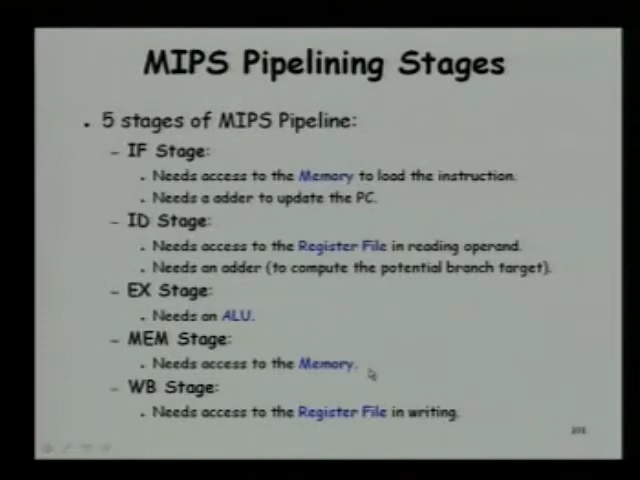 MIPS Pipelining Stages
• 5 stages of MIPS Pipeline:
– IF Stage:
• Needs access to the Memory to load the instruction.
• Needs a adder to update the PC.
– ID Stage:
• Needs access to the Register File in reading operand.
• Needs an adder (to compute the potential branch target).
– EX Stage:
• Needs an ALU.
– MEM Stage:
• Needs access to the Memory.
– WB Stage:
• Needs access to the Register File in writing.